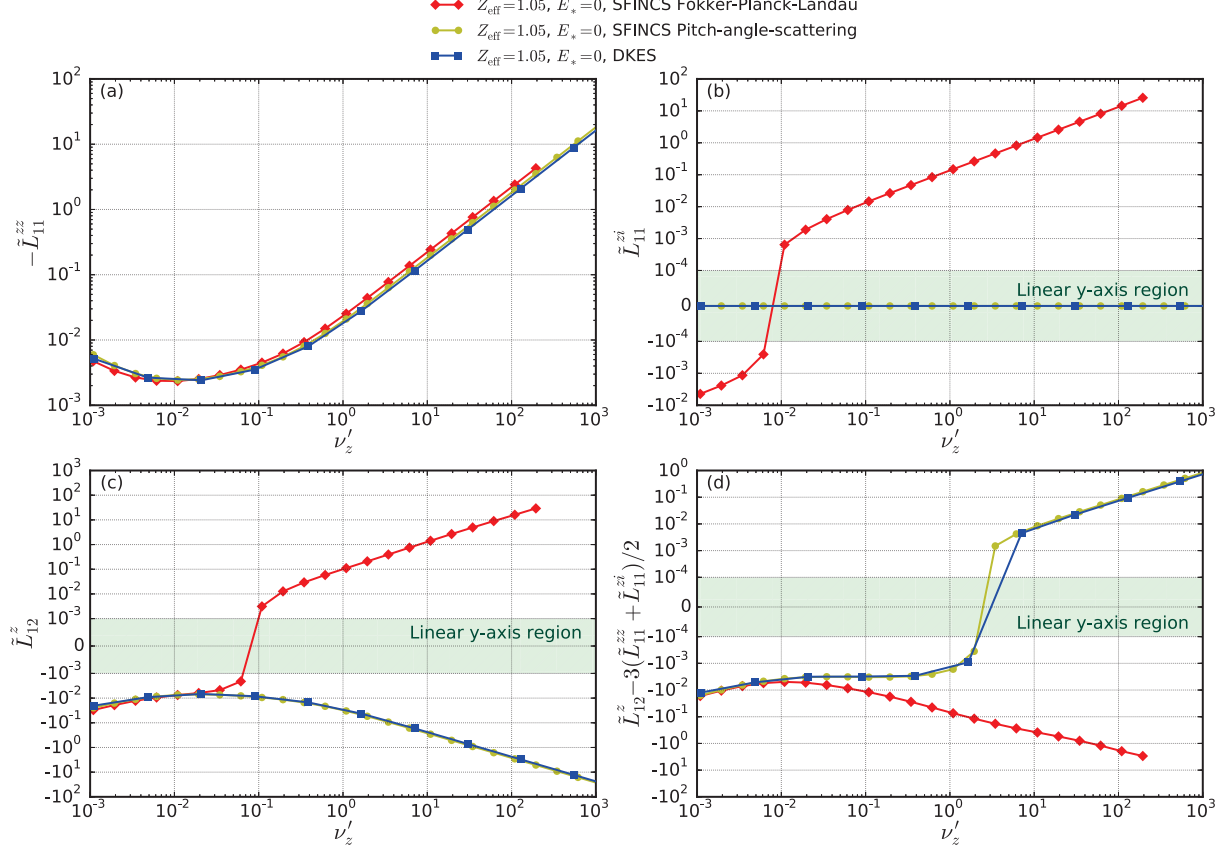 Z_eff=1.05, E_*=0, SFINCS Fokker-Planck-Landau
Z_eff=1.05, E_*=0, SFINCS Pitch-angle-scattering
Z_eff=1.05, E_*=0, DKES
(a)
10^2
10^1
10^0
10^-1
10^-2
10^-3
-L̃_11^zz
10^-3 10^-2 10^-1 10^0 10^1 10^2 10^3
ν′_z
(b)
10^2
10^1
10^0
10^-1
10^-2
10^-3
10^-4
0
-10^-4
-10^-3
-10^-2
L̃_11^zi
Linear y-axis region
10^-3 10^-2 10^-1 10^0 10^1 10^2 10^3
ν′_z
(c)
10^3
10^2
10^1
10^0
10^-1
10^-2
10^-3
0
-10^-3
-10^-2
-10^-1
-10^0
-10^1
-10^2
L̃_12^z
Linear y-axis region
10^-3 10^-2 10^-1 10^0 10^1 10^2 10^3
ν′_z
(d)
10^0
10^-1
10^-2
10^-3
10^-4
0
-10^-4
-10^-3
-10^-2
-10^-1
-10^0
-10^1
-10^2
L̃_12^z-3(L̃_11^zz+L̃_11^zi)/2
Linear y-axis region
10^-3 10^-2 10^-1 10^0 10^1 10^2 10^3
ν′_z